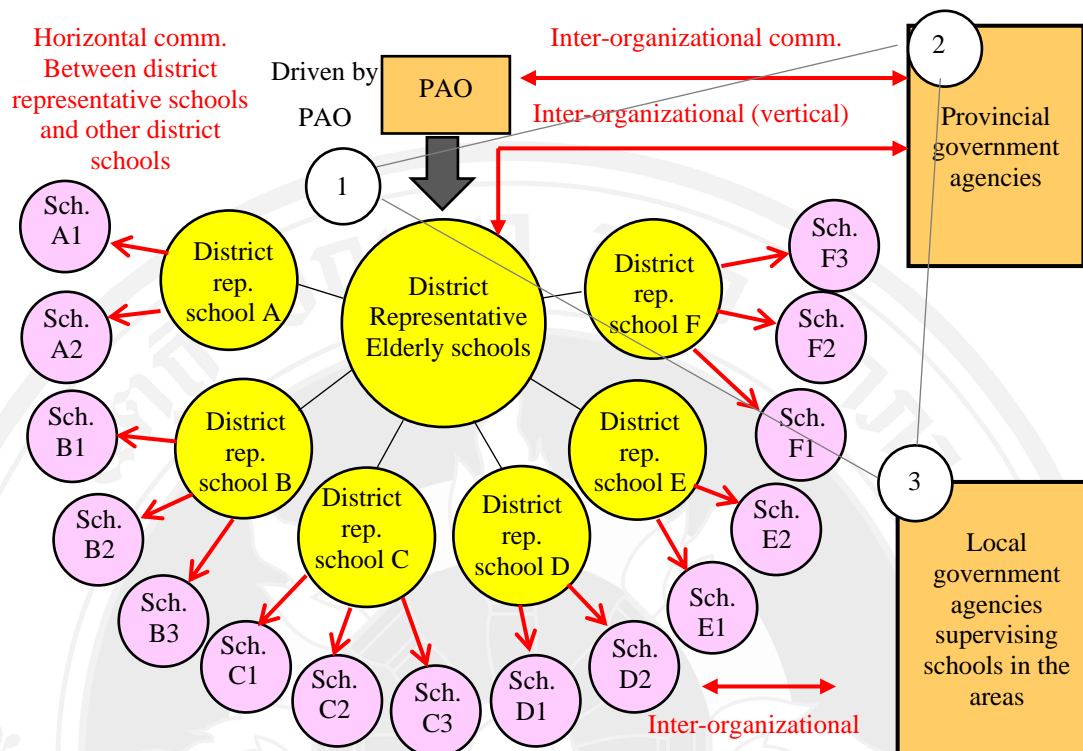 Horizontal comm.
Between district
representative schools
and other district
schools
Driven by
PAO
PAO
Inter-organizational comm.
Inter-organizational (vertical)
1
2
Provincial
government
agencies
3
Local
government
agencies
supervising
schools in the
areas
District
Representative
Elderly schools
District
rep.
school A
Sch.
A1
Sch.
A2
District
rep.
school B
Sch.
B1
Sch.
B2
Sch.
B3
District
rep.
school C
Sch.
C1
Sch.
C2
Sch.
C3
District
rep.
school D
Sch.
D1
Sch.
D2
District
rep.
school E
Sch.
E1
Sch.
E2
District
rep.
school F
Sch.
F3
Sch.
F2
Sch.
F1
Inter-organizational